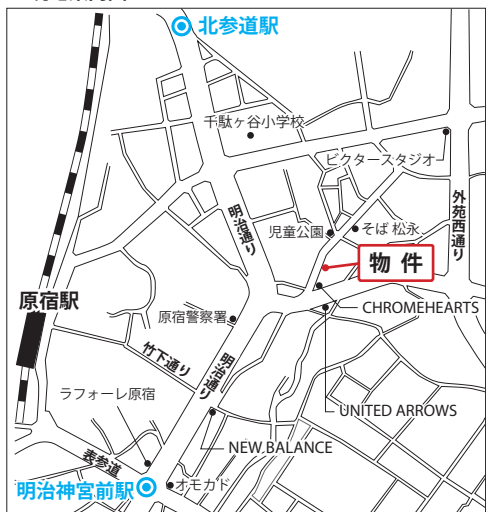 北参道駅
千駄ヶ谷小学校
ビクタースタジオ
明治通り
児童公園
そば 松永
外苑西通り
物件
原宿駅
CHROMEHEARTS
原宿警察署
竹下通り
明治通り
ラフォーレ原宿
UNITED ARROWS
NEW BALANCE
表参道
明治神宮前駅
オモカド